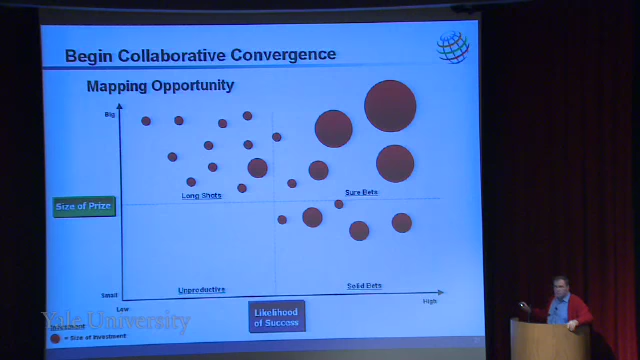 Begin Collaborative Convergence
Mapping Opportunity
Big
Long Shots
Sure Bets
Size of Prize
Unproductive
Solid Bets
Small
Low
Likelihood
of Success
High
Yale University
Investment
= Size of Investment